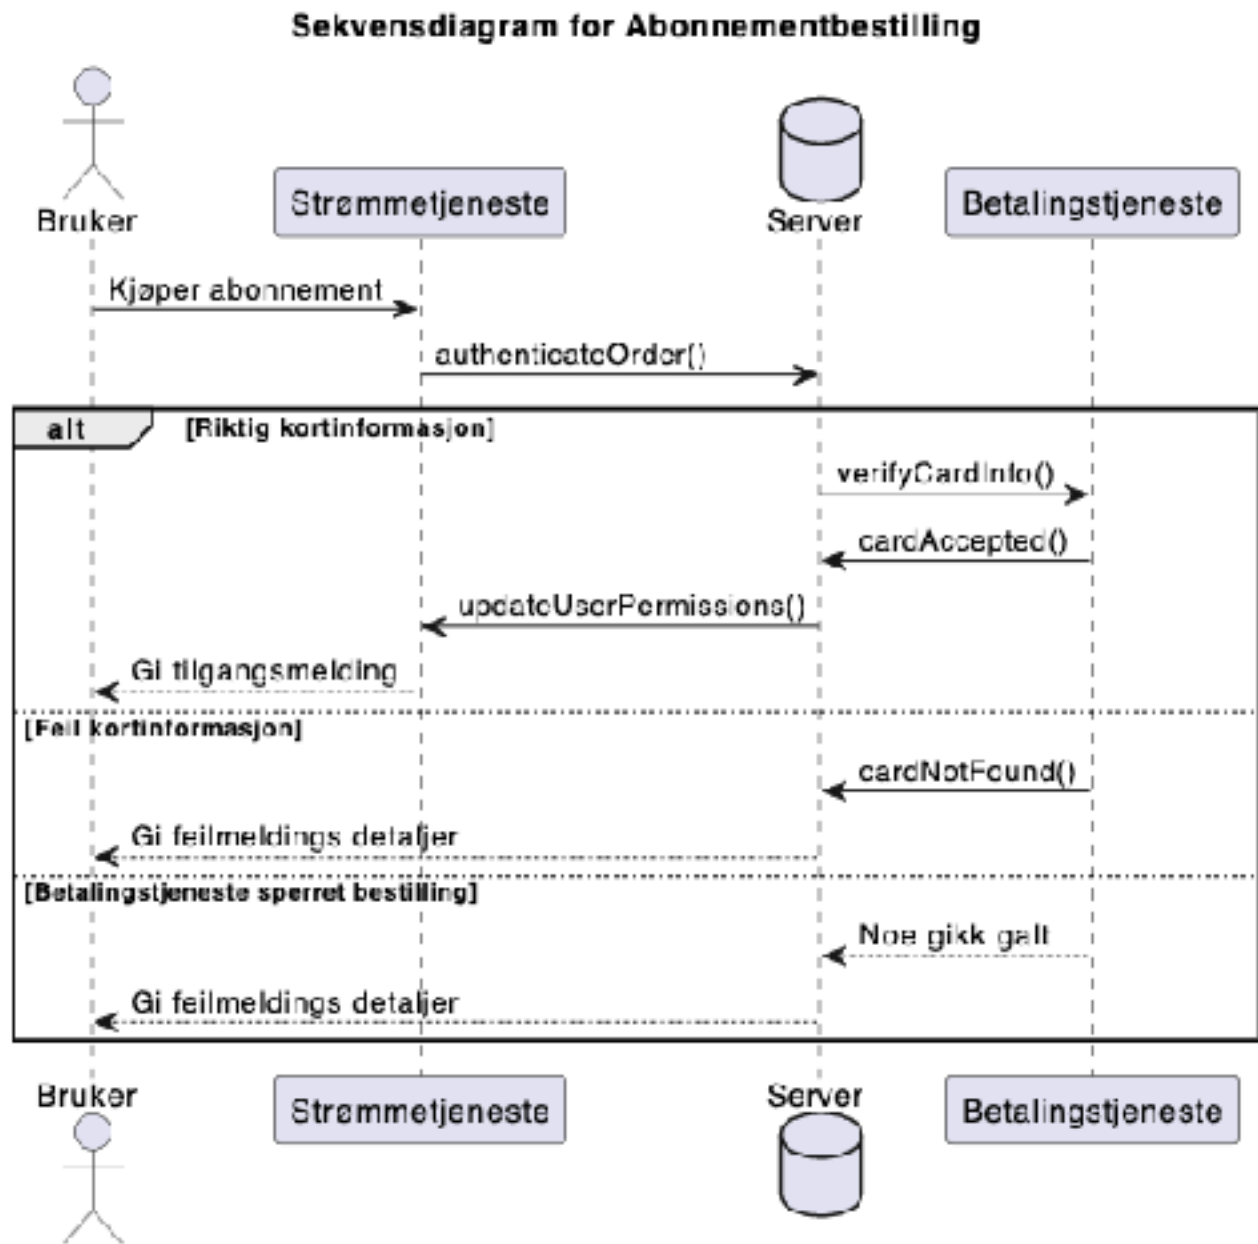 Sekvensdiagram for Abonnementbestilling
Bruker
Strømmetjeneste
Server
Betalingstjeneste
Kjøper abonnement
authenticateOrder()
alt
[Riktig kortinformasjon]
verifyCardInfo()
cardAccepted()
updateUserPermissions()
Gi tilgangsmelding
[Feil kortinformasjon]
cardNotFound()
Gi feilmeldings detaljer
[Betalingstjeneste sperret bestilling]
Noe gikk galt
Gi feilmeldings detaljer
Bruker
Strømmetjeneste
Server
Betalingstjeneste